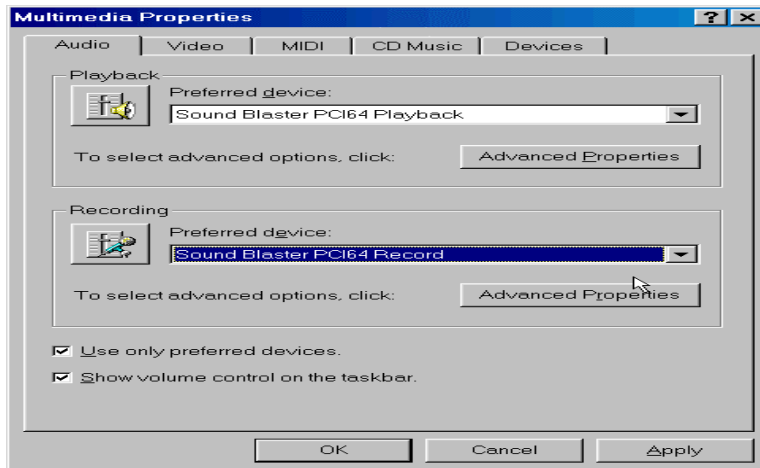 Multimedia Properties
Audio Video MIDI CD Music Devices
Playback
Preferred device:
Sound Blaster PCI64 Playback
To select advanced options, click: Advanced Properties
Recording
Preferred device:
Sound Blaster PCI64 Record
To select advanced options, click: Advanced Properties
Use only preferred devices.
Show volume control on the taskbar.
OK Cancel Apply